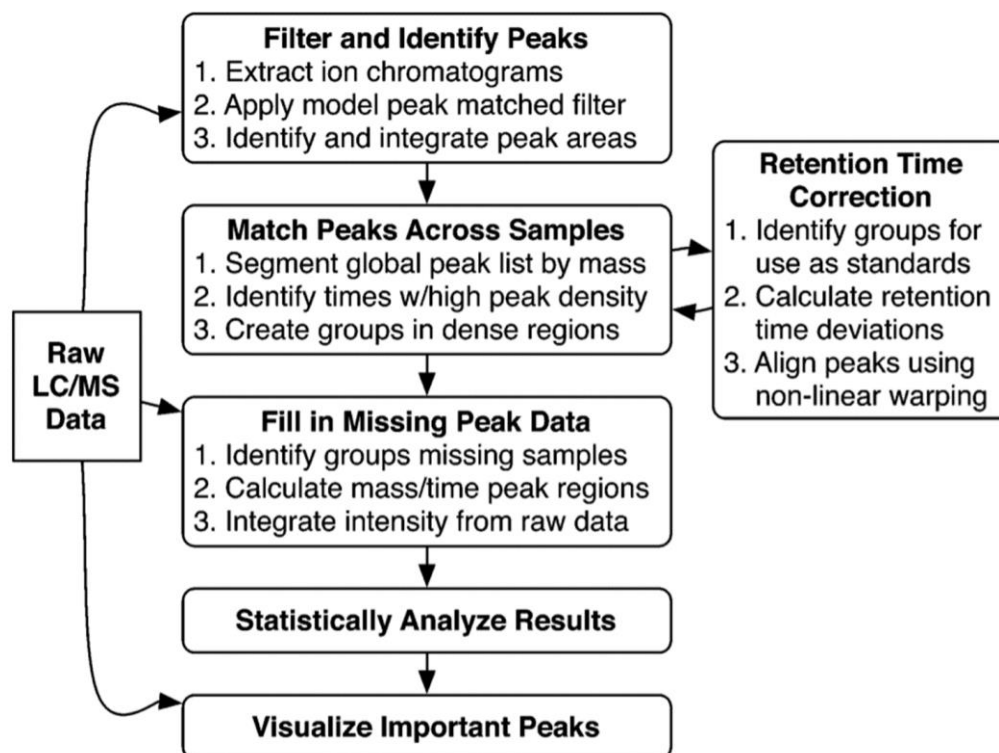 Filter and Identify Peaks
1. Extract ion chromatograms
2. Apply model peak matched filter
3. Identify and integrate peak areas
Match Peaks Across Samples
1. Segment global peak list by mass
2. Identify times w/high peak density
3. Create groups in dense regions
Retention Time
Correction
1. Identify groups for
use as standards
2. Calculate retention
time deviations
3. Align peaks using
non-linear warping
Raw
LC/MS
Data
Fill in Missing Peak Data
1. Identify groups missing samples
2. Calculate mass/time peak regions
3. Integrate intensity from raw data
Statistically Analyze Results
Visualize Important Peaks